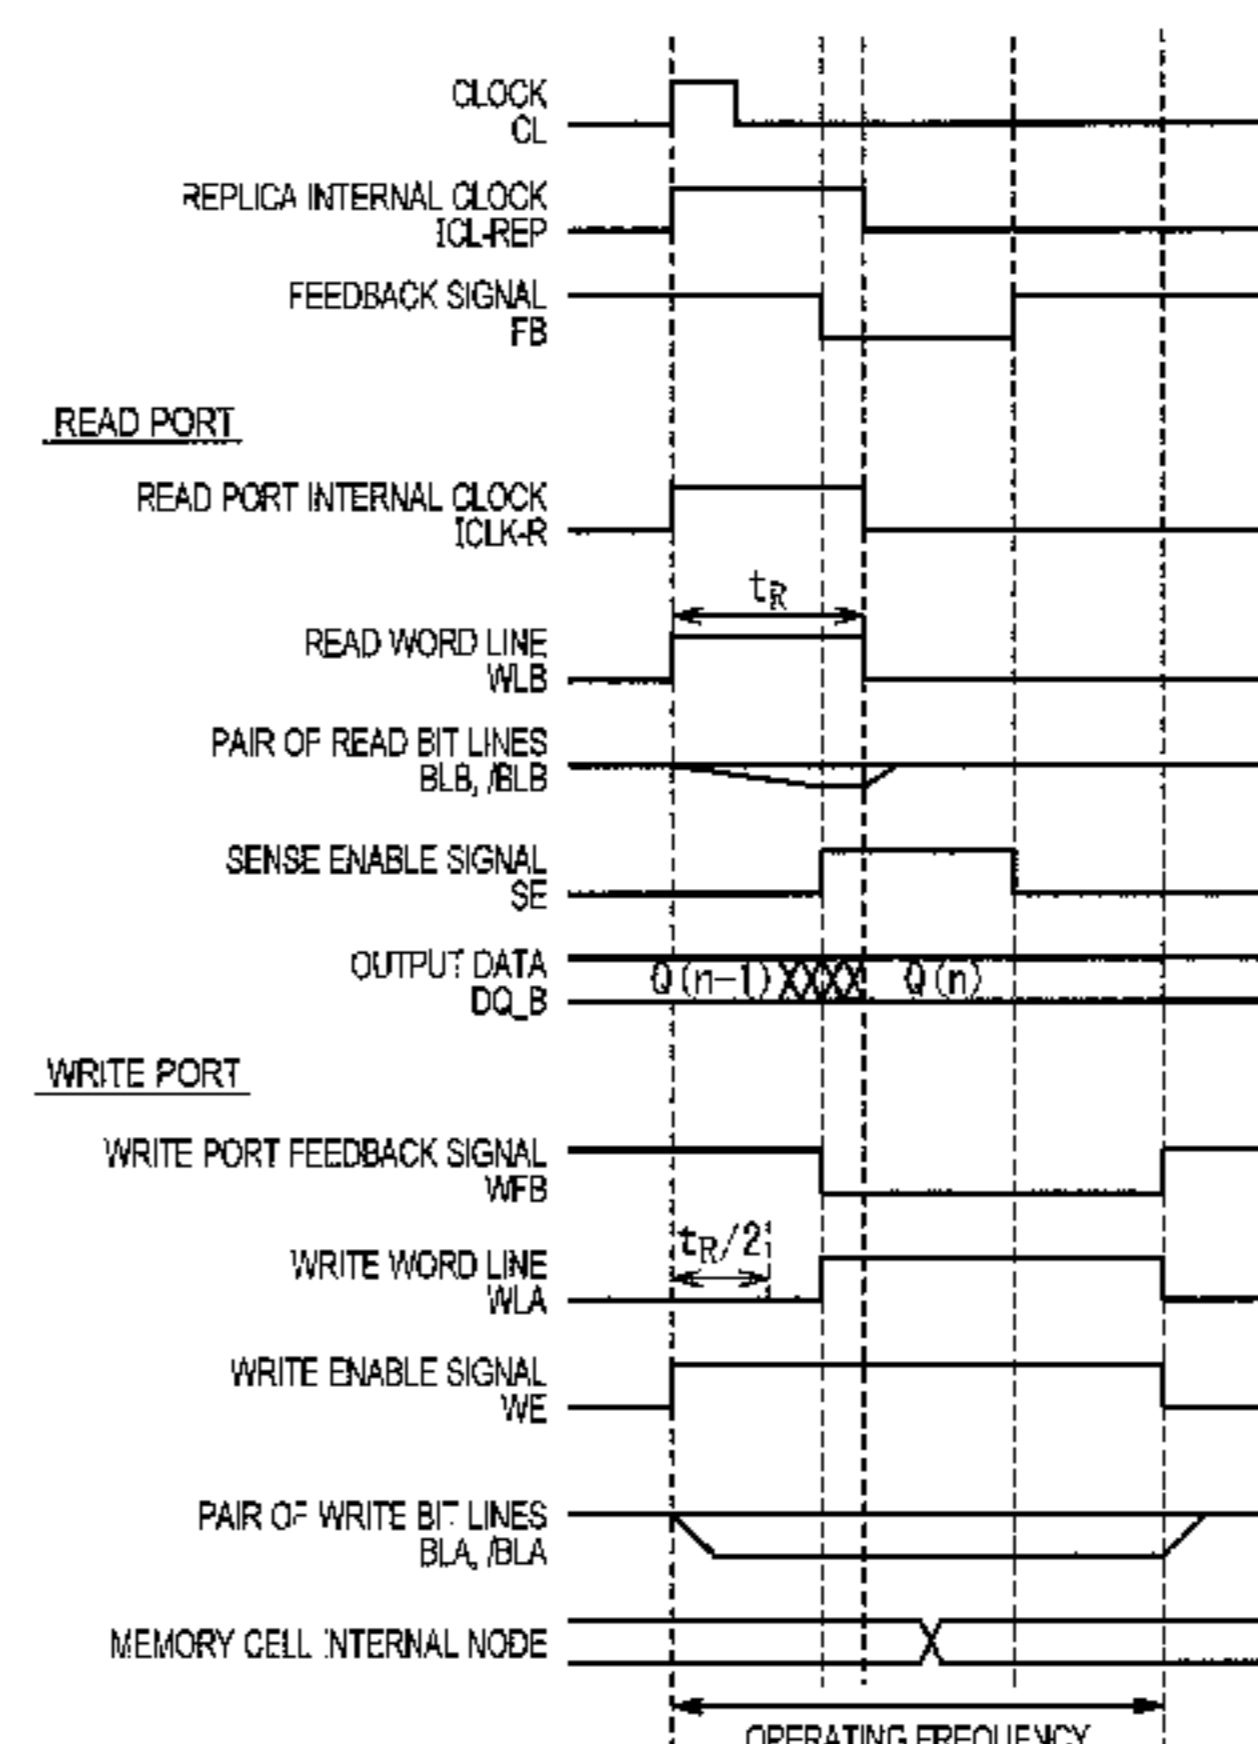 CLOCK
CL
REPLICA INTERNAL CLOCK
ICL-REP
FEEDBACK SIGNAL
FB
READ PORT
READ PORT INTERNAL CLOCK
ICLK-R
tR
READ WORD LINE
WLB
PAIR OF READ BIT LINES
BLB, /BLB
SENSE ENABLE SIGNAL
SE
OUTPUT DATA
DQ_B
Q(n-1) Q(n)
WRITE PORT
WRITE PORT FEEDBACK SIGNAL
WFB
tR/2
WRITE WORD LINE
WLA
WRITE ENABLE SIGNAL
WE
PAIR OF WRITE BIT LINES
BLA, /BLA
MEMORY CELL INTERNAL NODE
OPERATING FREQUENCY